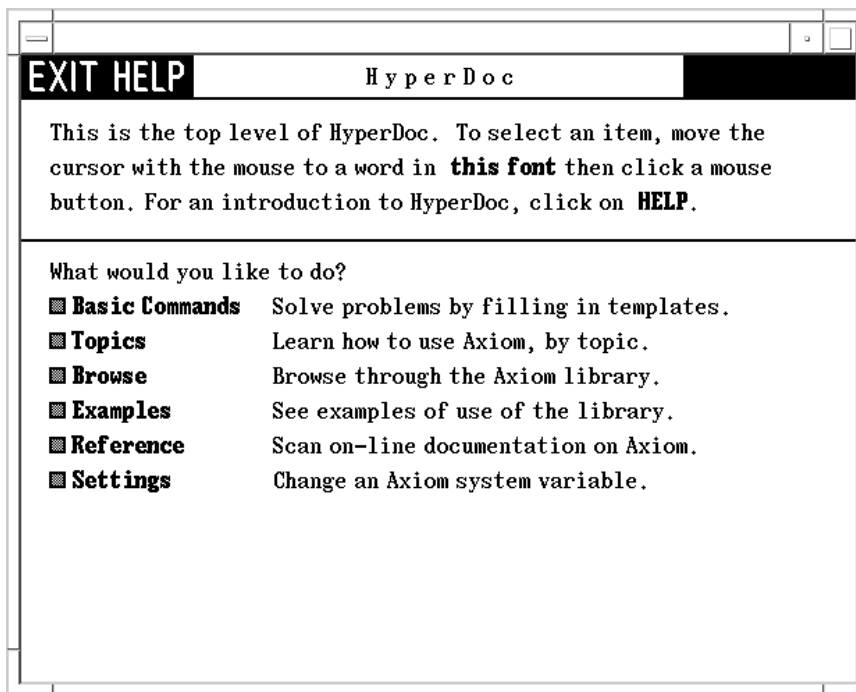 EXIT HELP HyperDoc
This is the top level of HyperDoc. To select an item, move the
cursor with the mouse to a word in this font then click a mouse
button. For an introduction to HyperDoc, click on HELP.
What would you like to do?
Basic Commands Solve problems by filling in templates.
Topics Learn how to use Axiom, by topic.
Browse Browse through the Axiom library.
Examples See examples of use of the library.
Reference Scan on-line documentation on Axiom.
Settings Change an Axiom system variable.